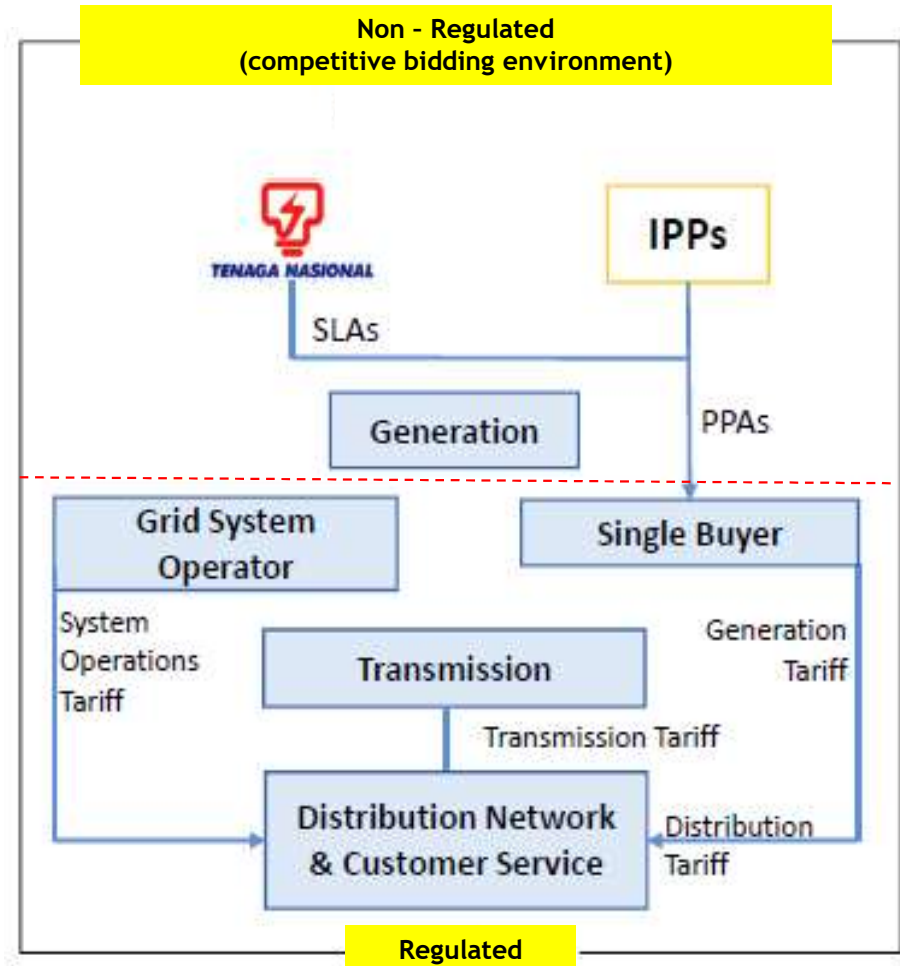 Non - Regulated
(competitive bidding environment)
TENAGA NASIONAL
IPPs
SLAs
Generation
PPAs
Grid System
Operator
Single Buyer
System
Operations
Tariff
Generation
Tariff
Transmission
Transmission Tariff
Distribution Network
& Customer Service
Distribution
Tariff
Regulated